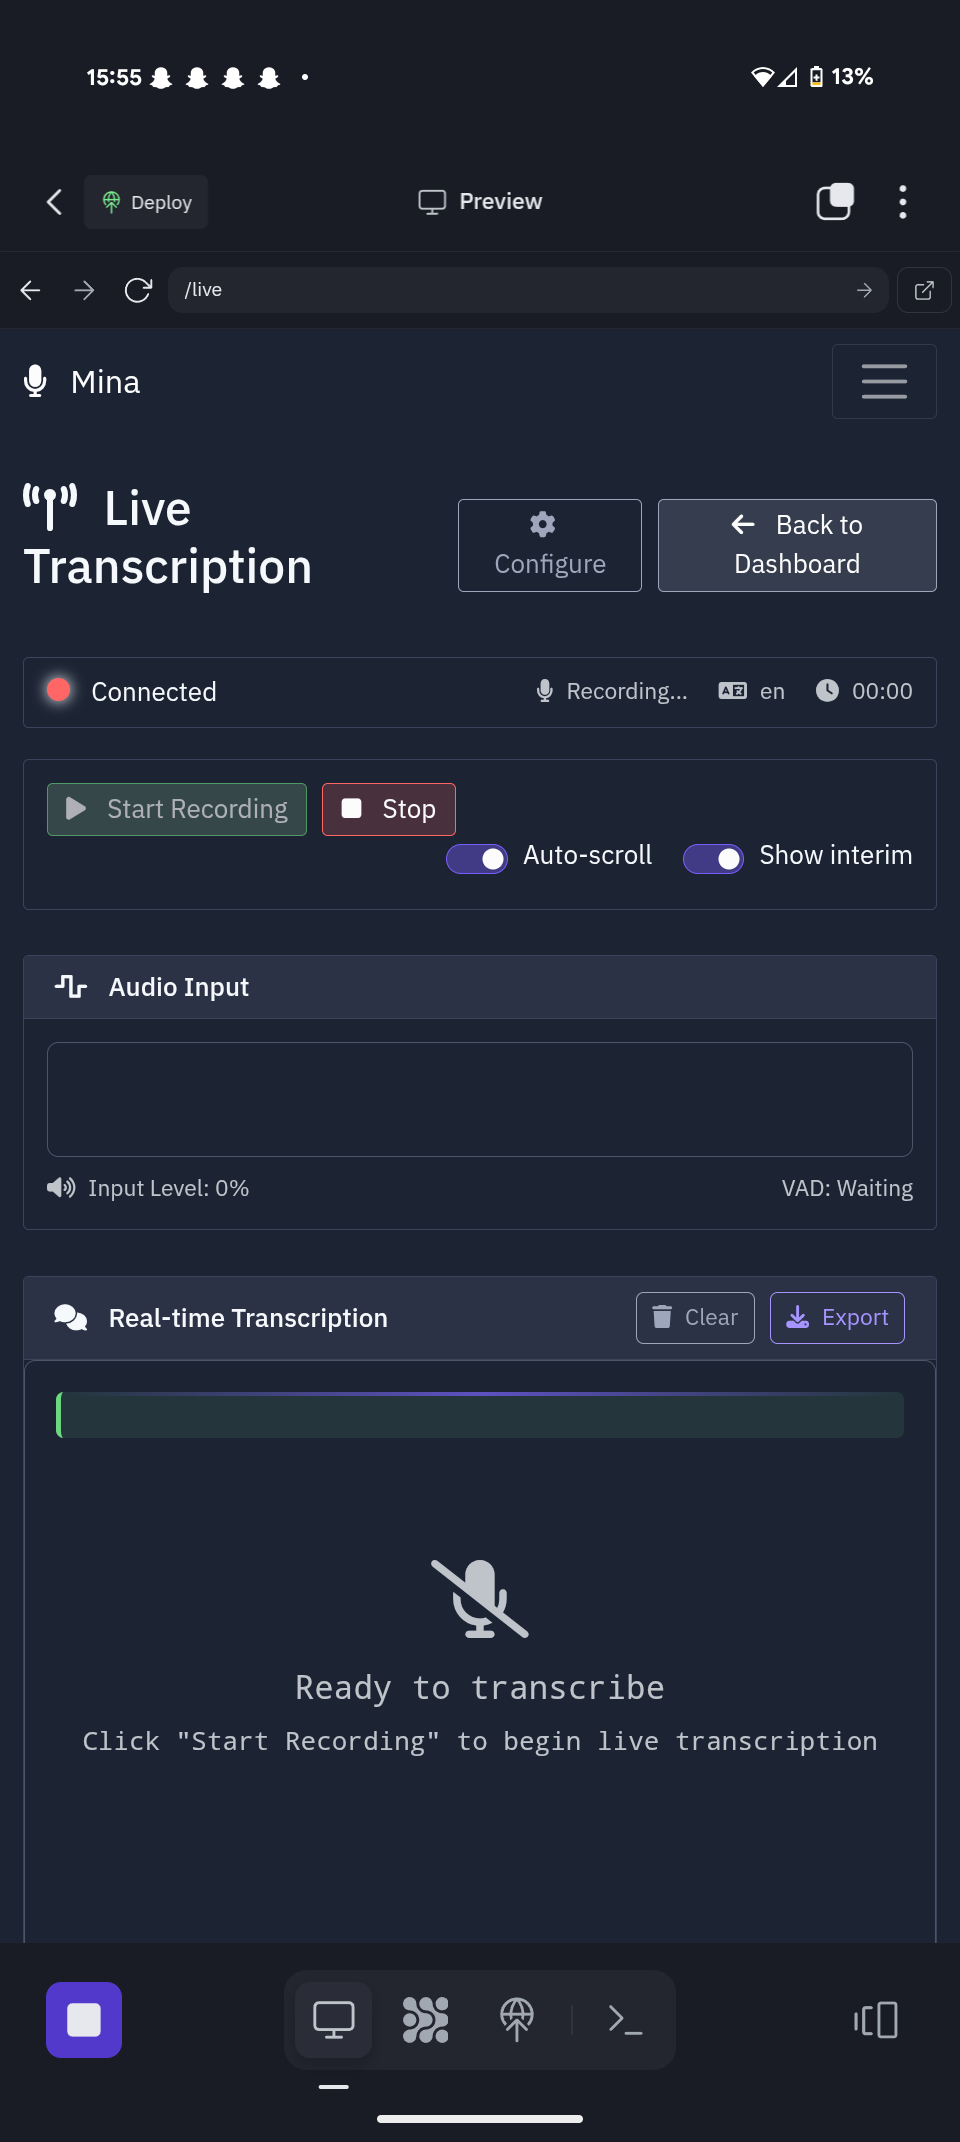 15:55
13%
Deploy
Preview
/live
Mina
Live
Transcription
Configure
Back to
Dashboard
Connected
Recording...
en
00:00
Start Recording
Stop
Auto-scroll
Show interim
Audio Input
Input Level: 0%
VAD: Waiting
Real-time Transcription
Clear
Export
Ready to transcribe
Click "Start Recording" to begin live transcription